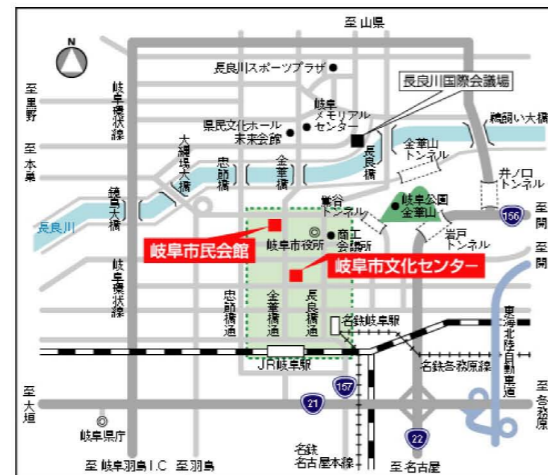 N
至山県
長良川スポーツプラザ
長良川国際会議場
至黒野
岐阜環状線
大縄場大橋
県民文化ホール
未来会館
岐阜
メモリアル
センター
鵜飼い大橋
至本巣
忠節橋
金華橋
長良橋
金華山
トンネル
井ノ口
トンネル
鏡島大橋
鶯谷
トンネル
岐阜公園
金華山
156
至関
長良川
岐阜市民会館
岐阜市役所
商工
会議所
岩戸
トンネル
至関
岐阜市文化センター
岐阜環状線
忠節橋通
金華橋通
長良橋通
名鉄岐阜駅
東海北陸自動車道
名鉄各務原線
JR岐阜駅
157
至大垣
21
至各務原
岐阜県庁
22
至岐阜羽島I.C
至羽島
名鉄
名古屋本線
至名古屋